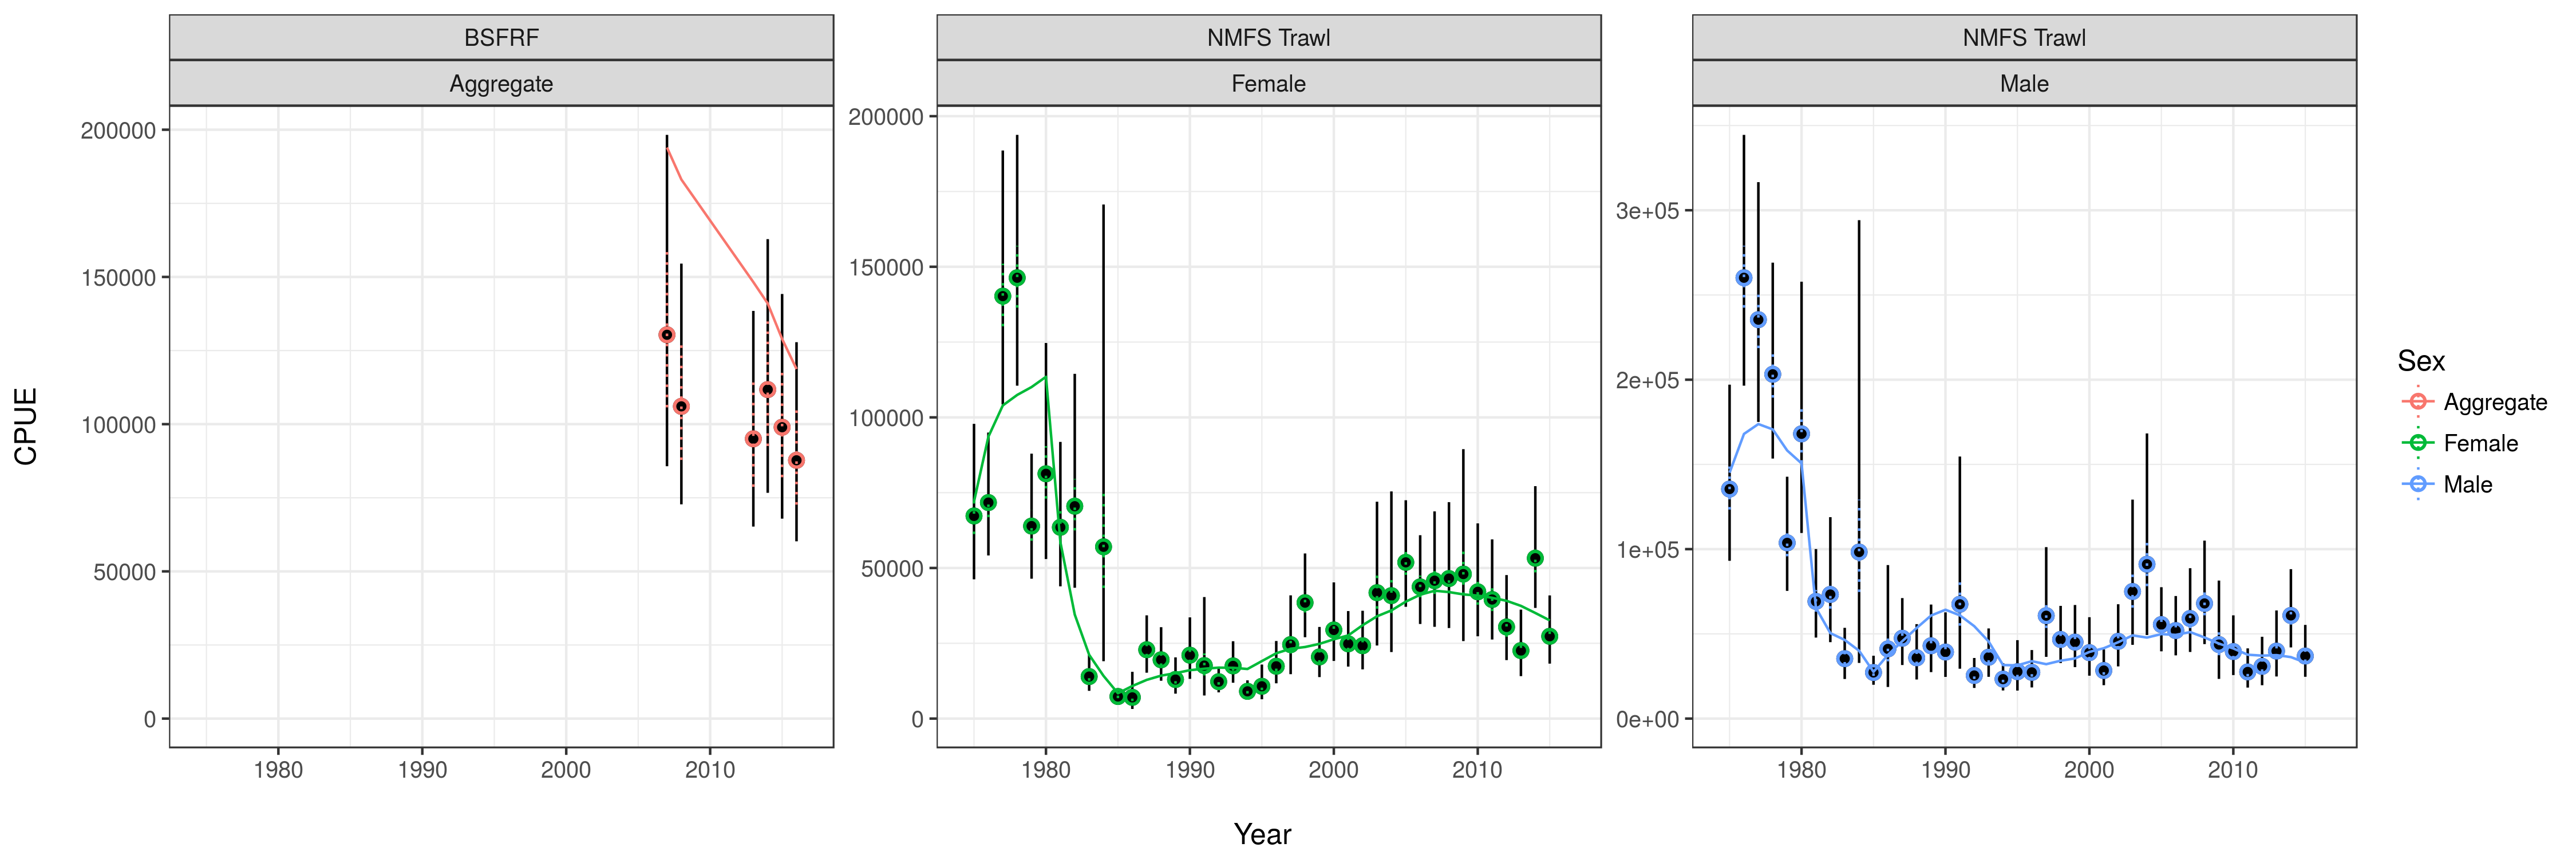 BSFRF
NMFS Trawl
NMFS Trawl
Aggregate
Female
Male
200000
150000
100000
50000
0
200000
150000
100000
50000
0
3e+05
2e+05
1e+05
0e+00
1980 1990 2000 2010
1980 1990 2000 2010
1980 1990 2000 2010
CPUE
Year
Sex
Aggregate
Female
Male